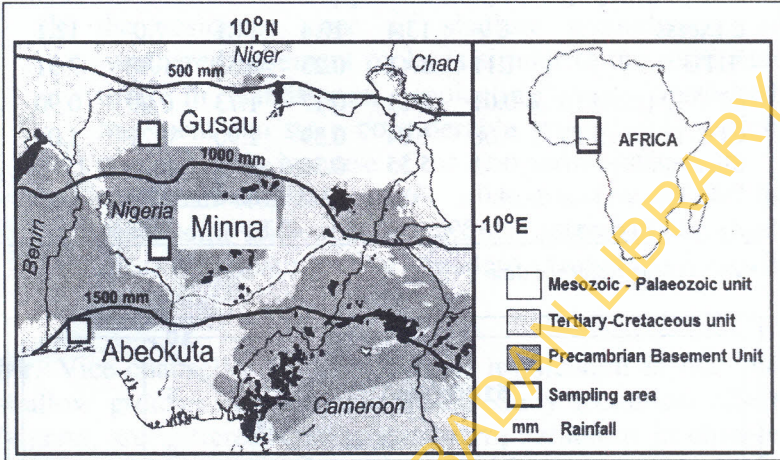 10°N
Niger
Chad
500 mm
Gusau
1000 mm
AFRICA
Nigeria
Minna
Benin
10°E
1500 mm
Abeokuta
Cameroon
Mesozoic - Palaeozoic unit
Tertiary-Cretaceous unit
Precambrian Basement Unit
Sampling area
mm Rainfall
BADAN LIBRARY